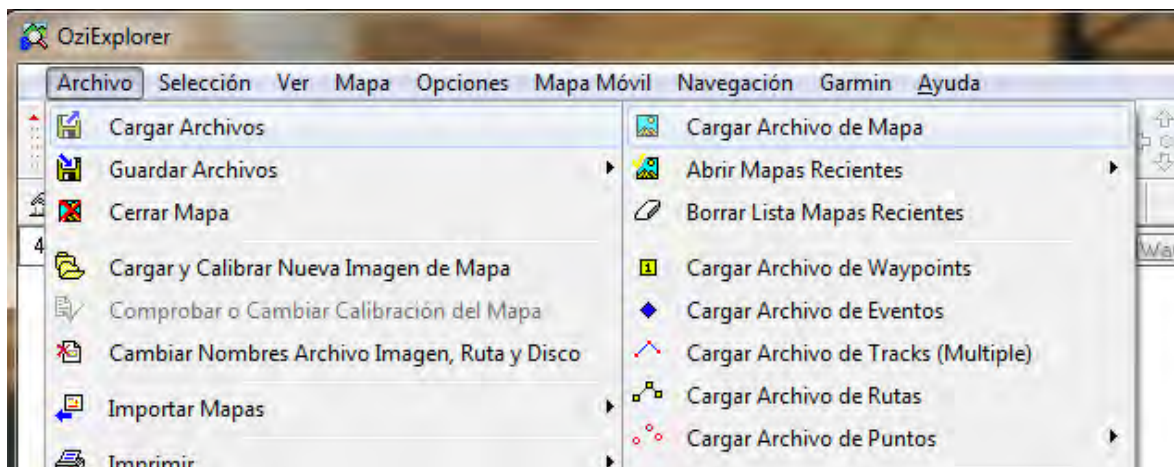 OziExplorer
Archivo Selección Ver Mapa Opciones Mapa Móvil Navegación Garmin Ayuda
Cargar Archivos
Guardar Archivos
Cerrar Mapa
4
Cargar y Calibrar Nueva Imagen de Mapa
Comprobar o Cambiar Calibración del Mapa
Cambiar Nombres Archivo Imagen, Ruta y Disco
Importar Mapas
Imprimir
Cargar Archivo de Mapa
Abrir Mapas Recientes
Borrar Lista Mapas Recientes
Cargar Archivo de Waypoints
Cargar Archivo de Eventos
Cargar Archivo de Tracks (Multiple)
Cargar Archivo de Rutas
Cargar Archivo de Puntos